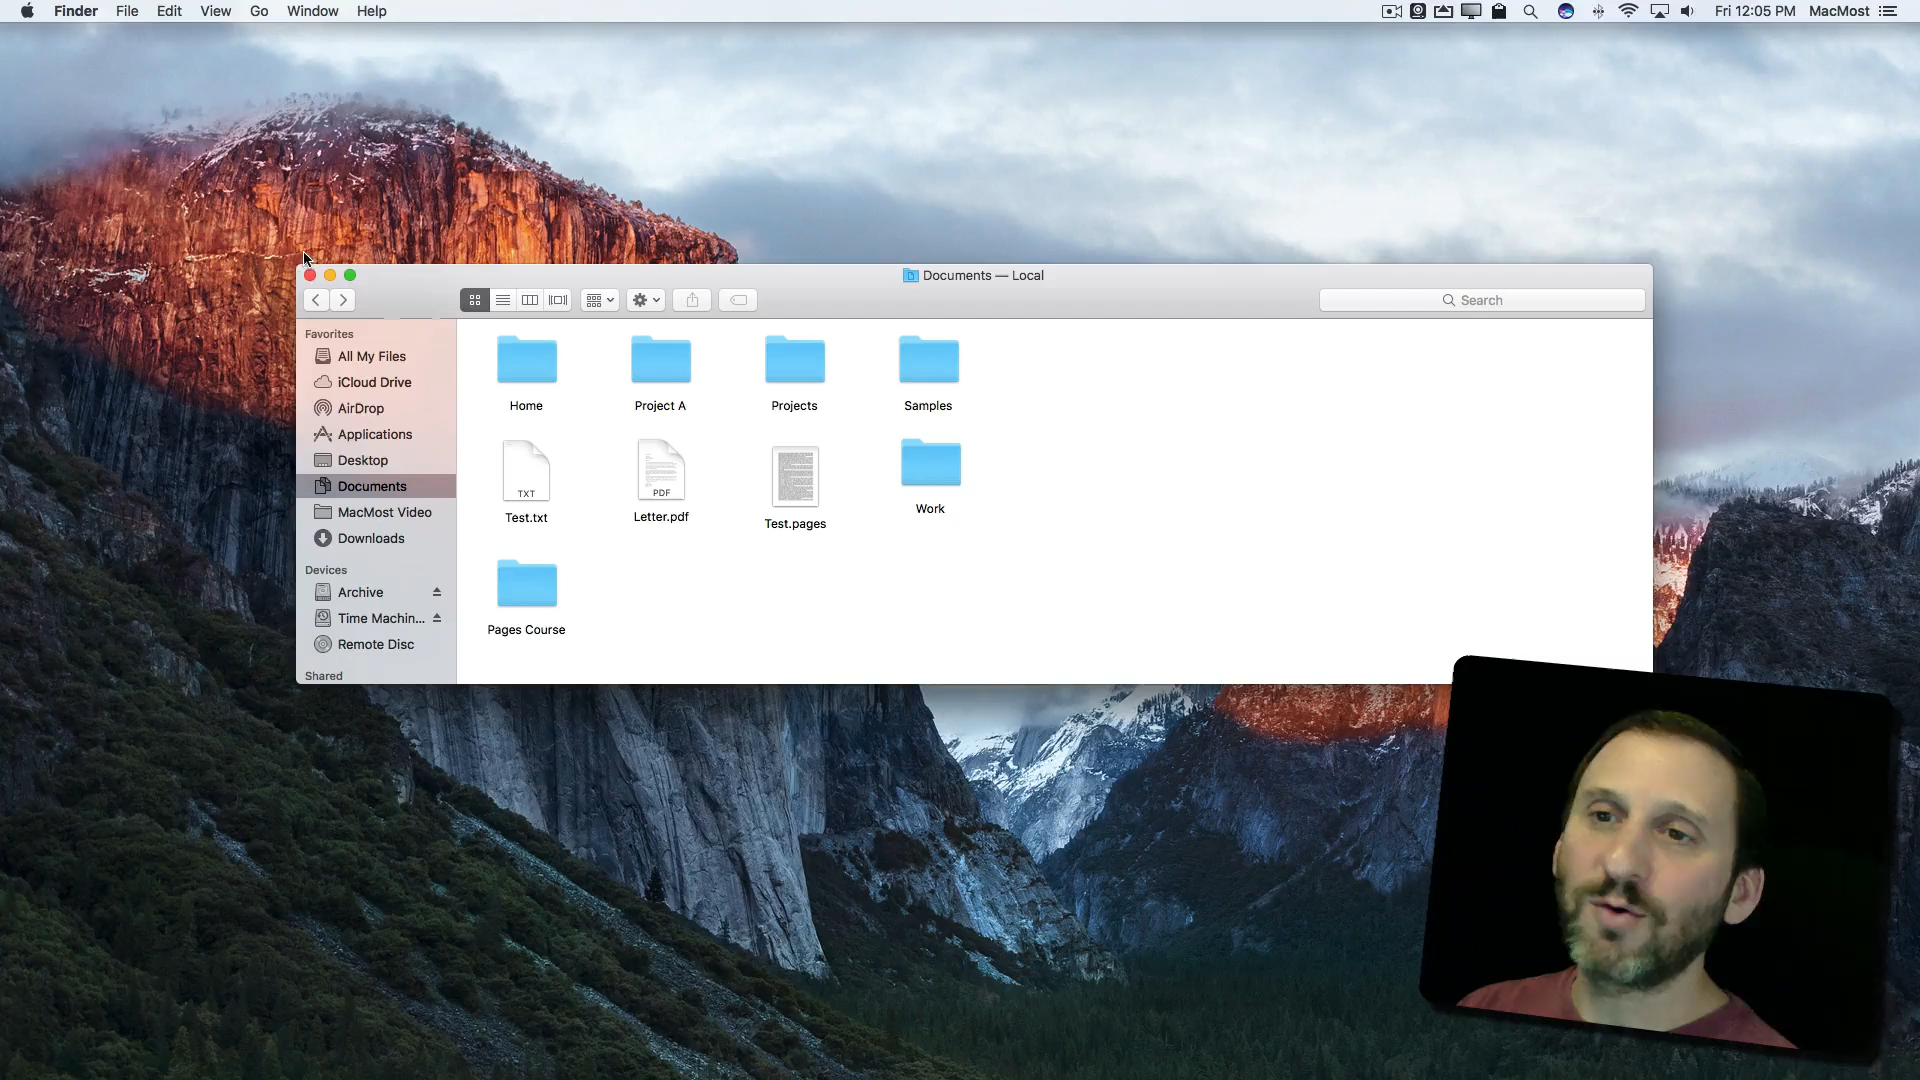 Finder File Edit View Go Window Help Fri 12:05 PM MacMost
Documents — Local
Search
Favorites
All My Files
iCloud Drive
AirDrop
Applications
Desktop
Documents
MacMost Video
Downloads
Devices
Archive
Time Machin...
Remote Disc
Shared
Home Project A Projects Samples
TXT PDF
Test.txt Letter.pdf Test.pages Work
Pages Course